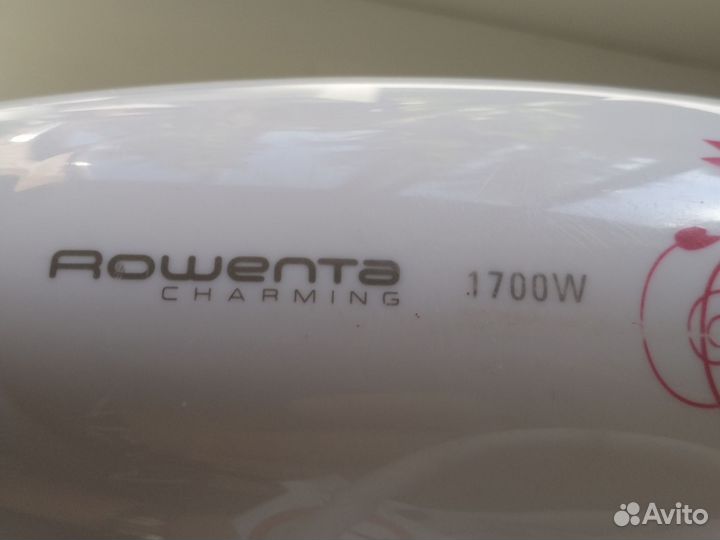 Rowenta
CHARMING
1700W
Avito